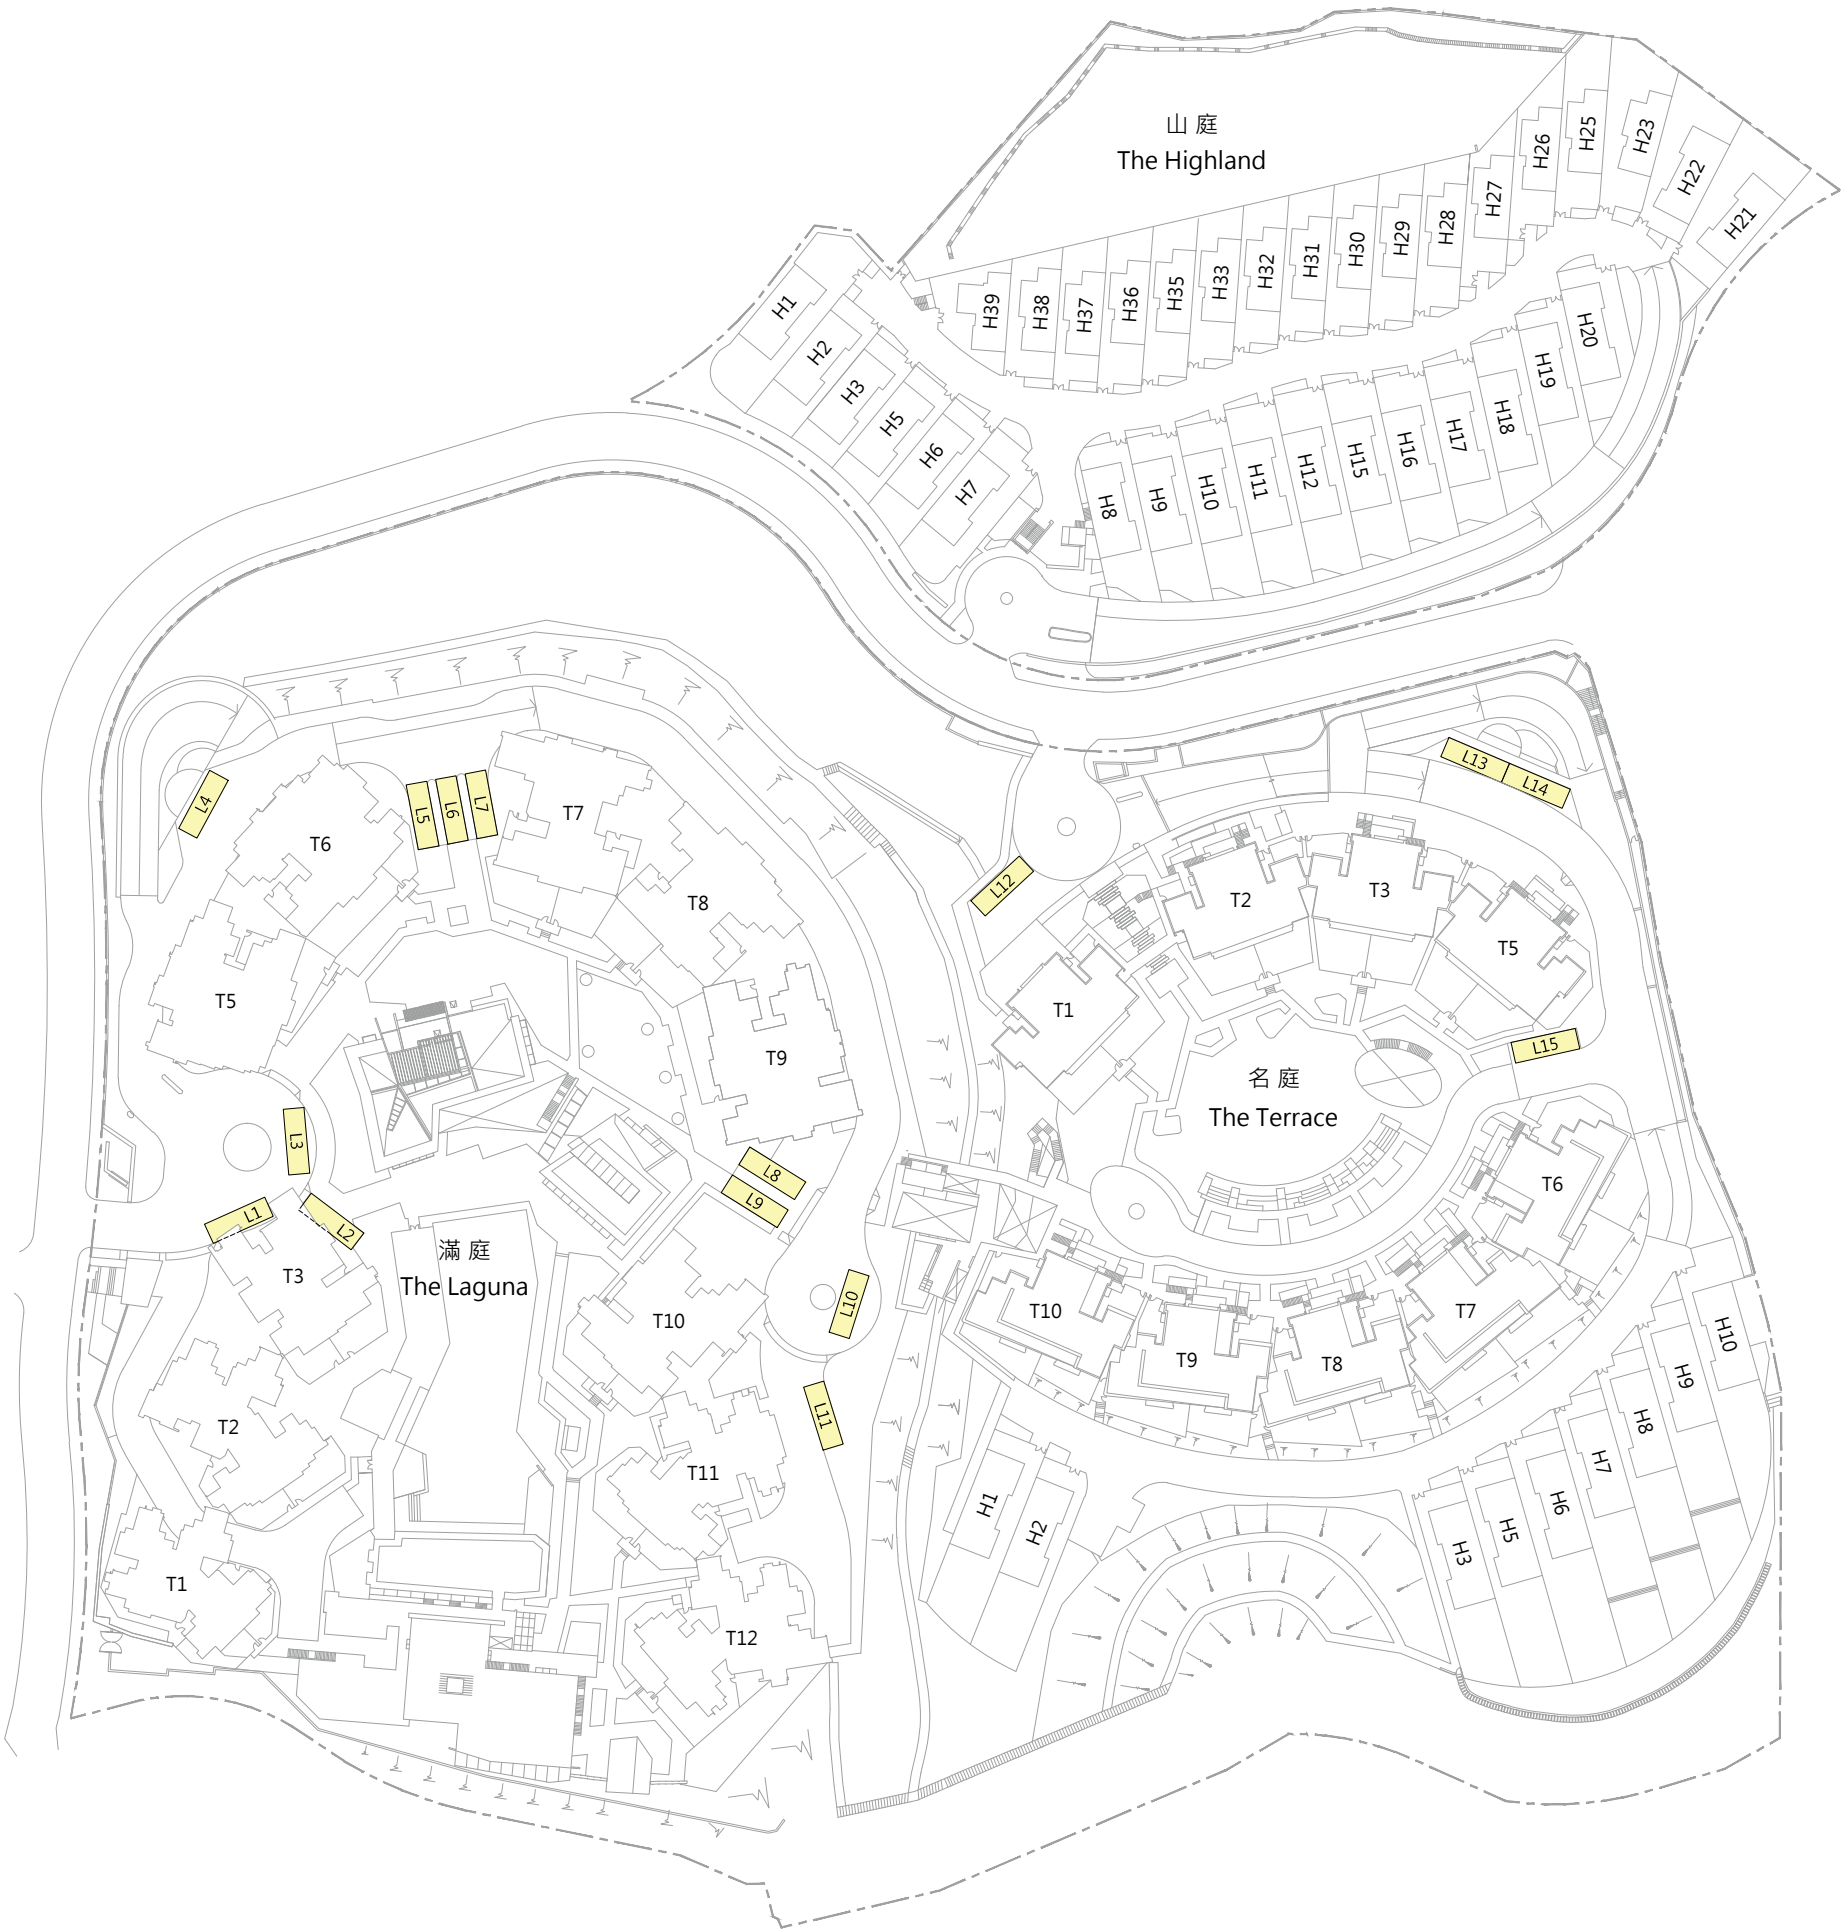 山庭
The Highland
H1
H2
H3
H5
H6
H7
H39
H38
H37
H36
H35
H33
H32
H31
H30
H29
H28
H27
H26
H25
H23
H22
H21
H8
H9
H10
H11
H12
H15
H16
H17
H18
H19
H20
滿庭
The Laguna
L4
L5
L6
L7
T6
T7
T8
T5
T9
L3
L8
L9
L1
L2
T3
T10
L10
L11
T2
T11
T1
T12
名庭
The Terrace
L13
L14
L12
T2
T3
T5
T1
L15
T6
T10
T9
T8
T7
H1
H2
H3
H5
H6
H7
H8
H9
H10